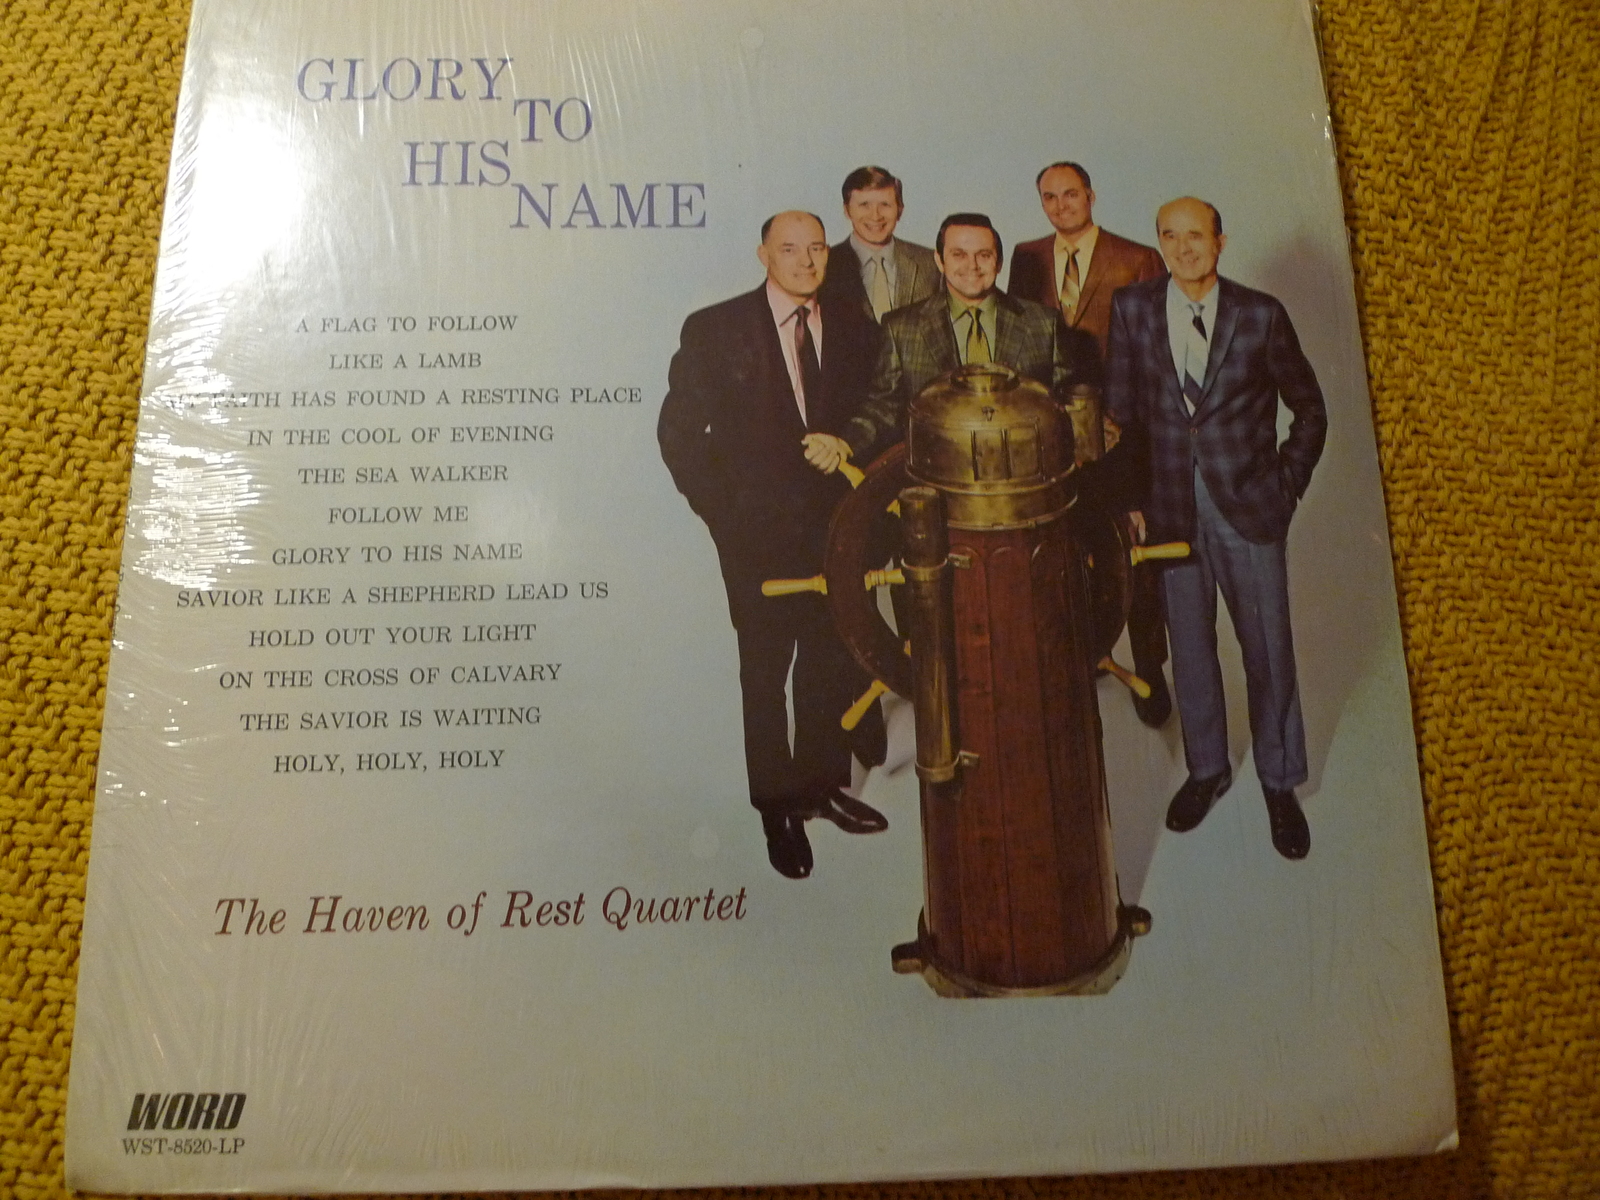 GLORY
TO
HIS
NAME
A FLAG TO FOLLOW
LIKE A LAMB
MY FAITH HAS FOUND A RESTING PLACE
IN THE COOL OF EVENING
THE SEA WALKER
FOLLOW ME
GLORY TO HIS NAME
SAVIOR LIKE A SHEPHERD LEAD US
HOLD OUT YOUR LIGHT
ON THE CROSS OF CALVARY
THE SAVIOR IS WAITING
HOLY, HOLY, HOLY
The Haven of Rest Quartet
WORD
WST-8520-LP